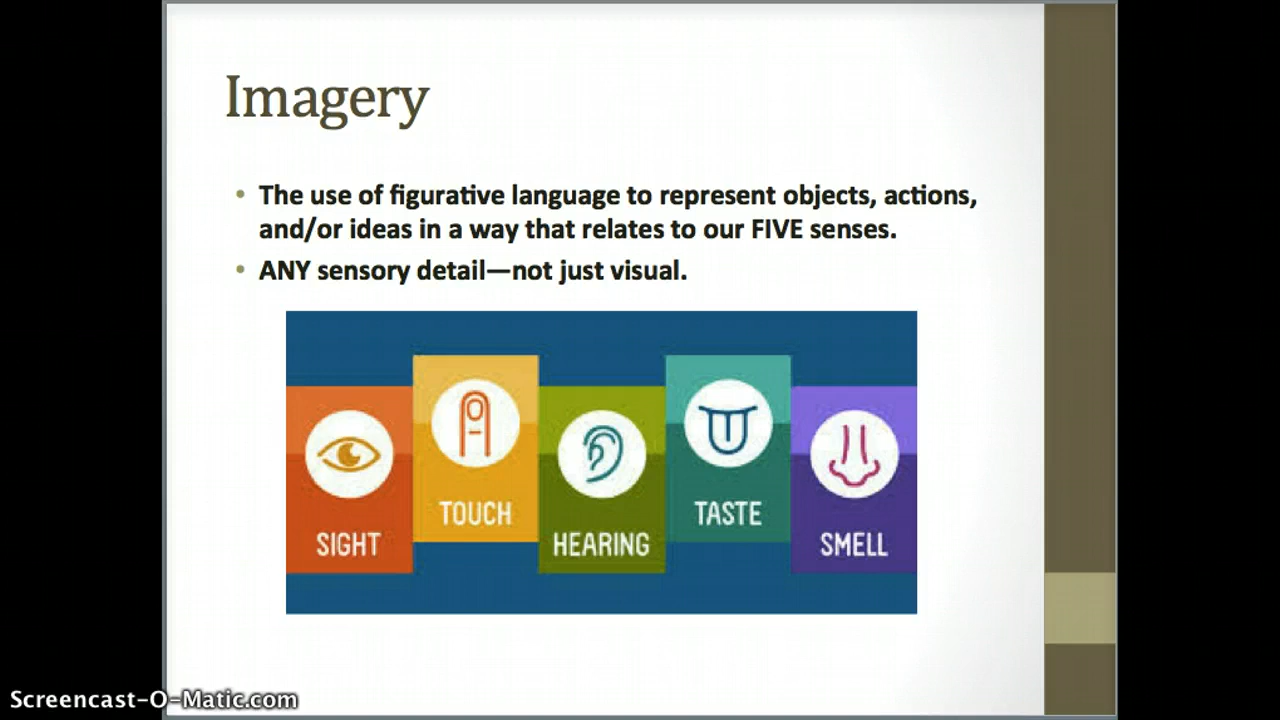 Imagery
• The use of figurative language to represent objects, actions,
and/or ideas in a way that relates to our FIVE senses.
• ANY sensory detail—not just visual.
SIGHT
TOUCH
HEARING
TASTE
SMELL
Screencast-O-Matic.com